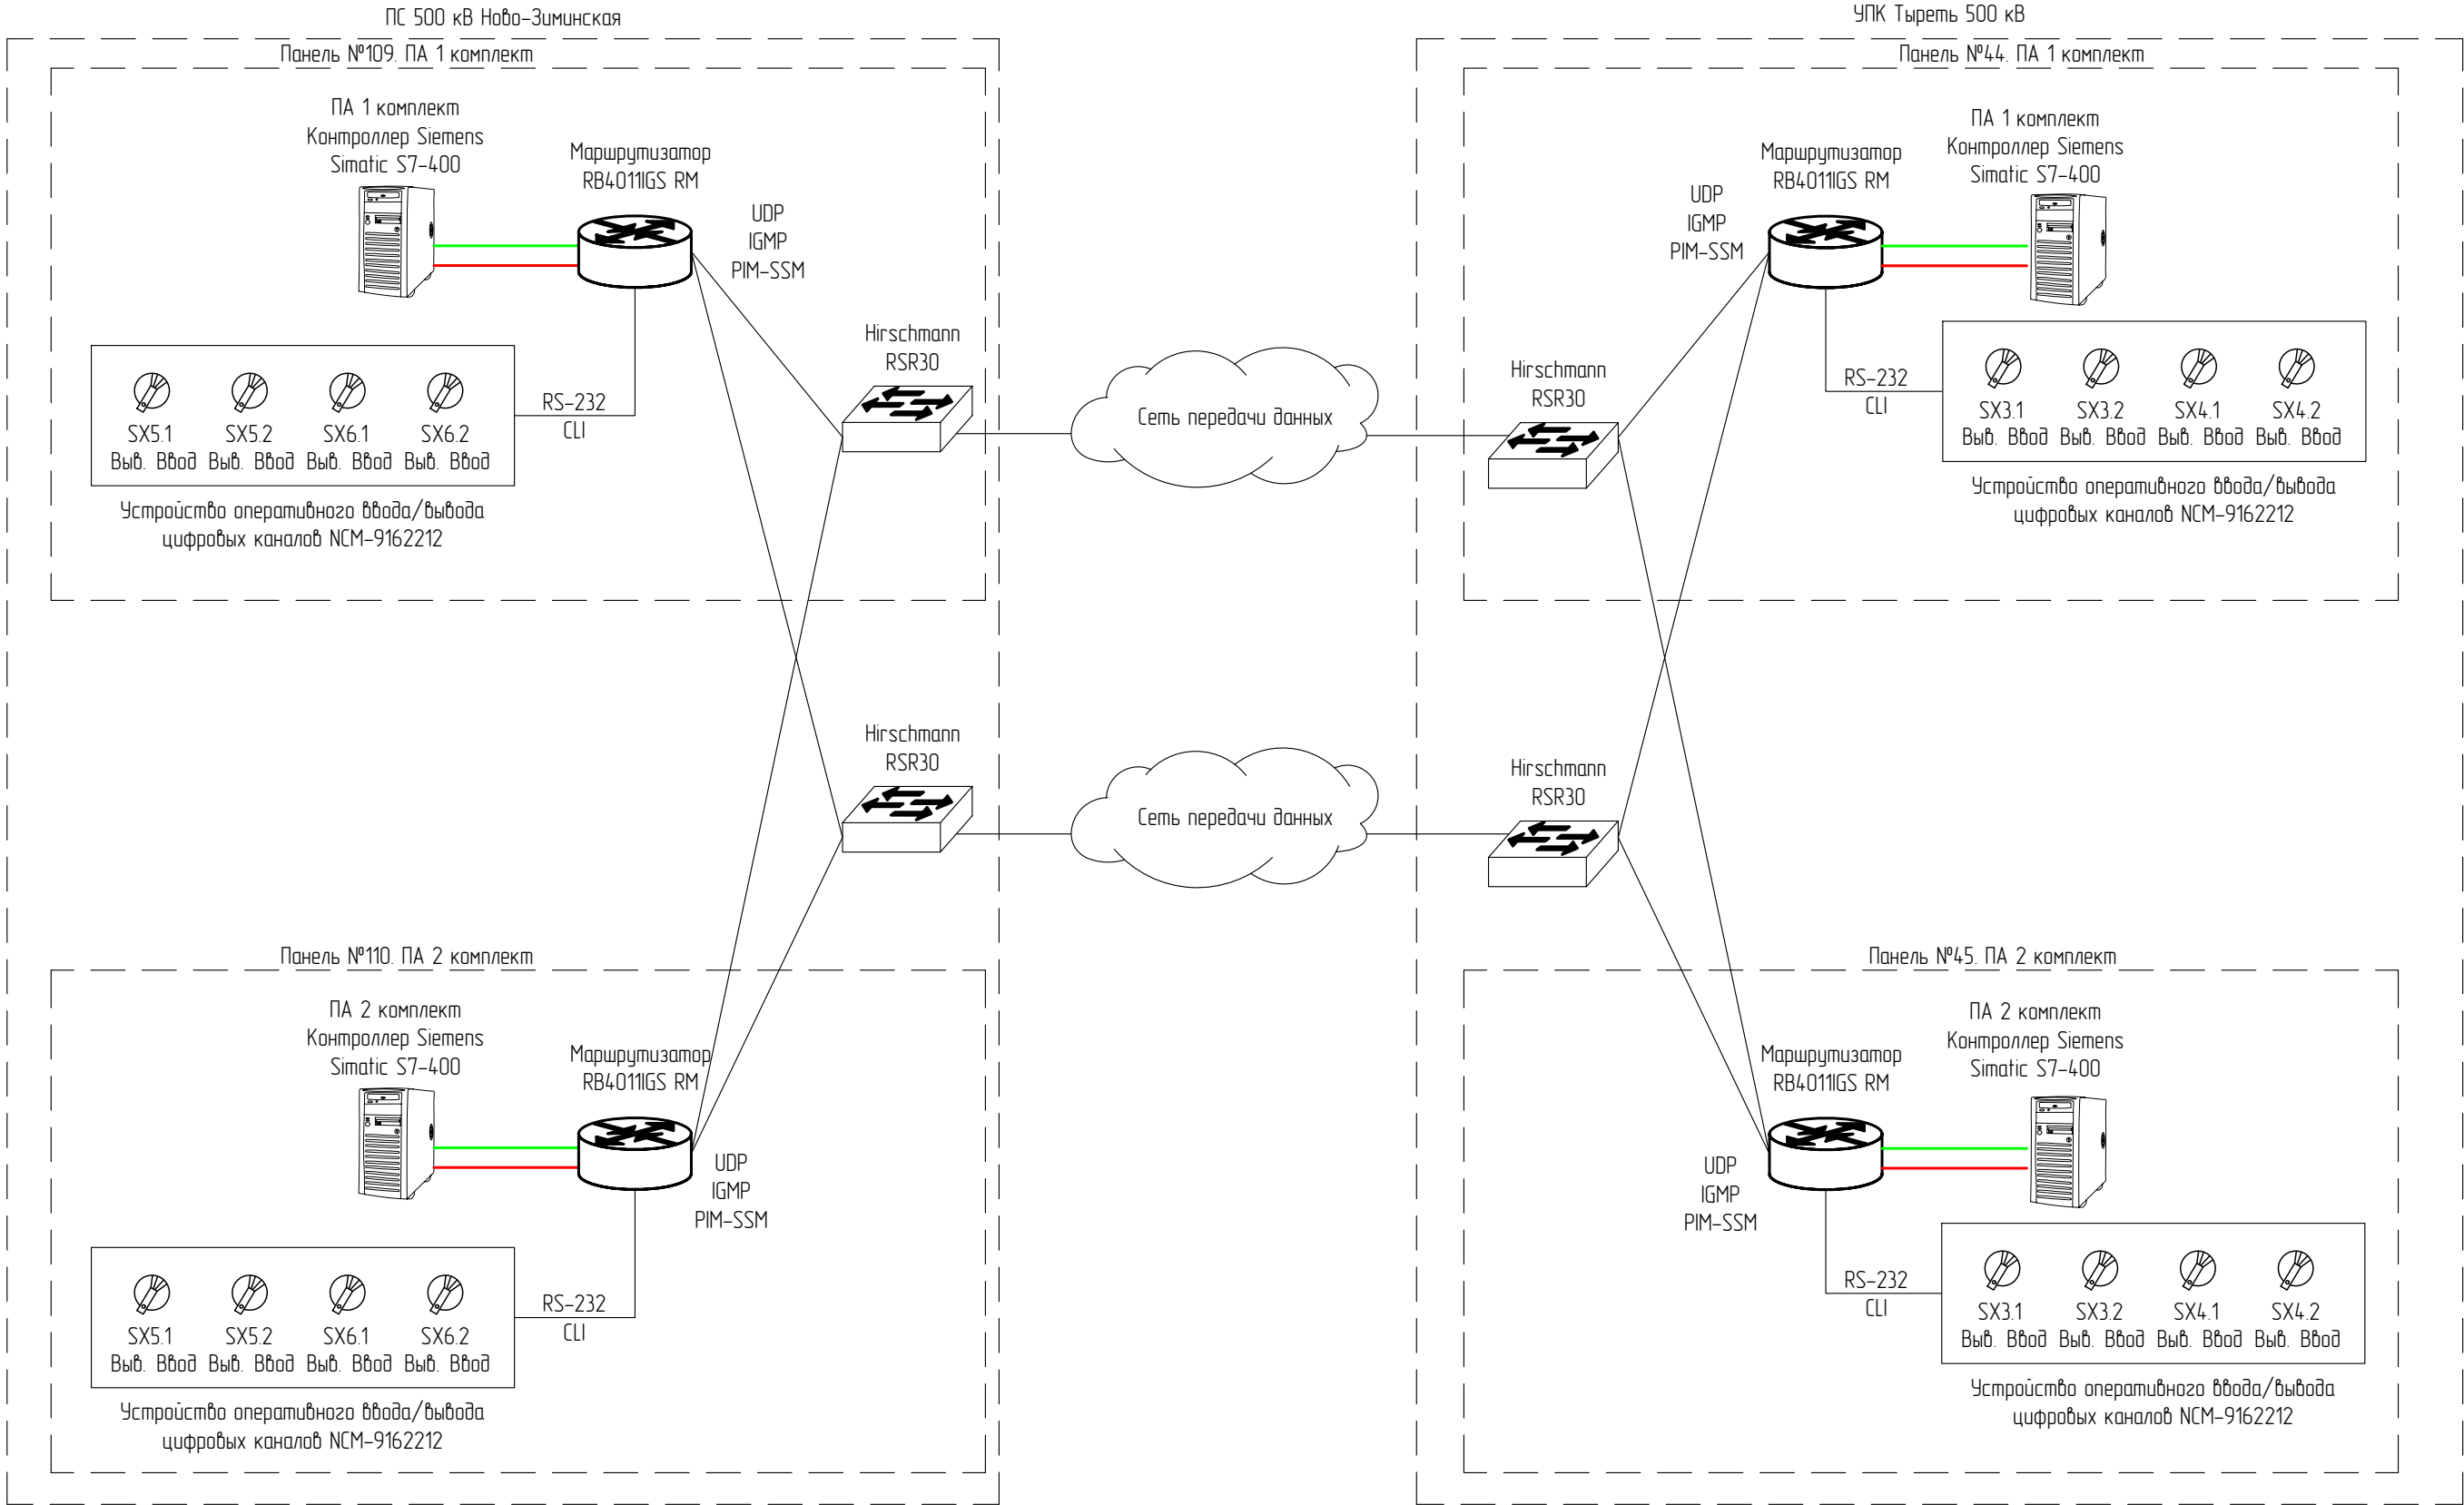 ПС 500 кВ Ново-Зиминская
УПК Тыреть 500 кВ
Панель №109. ПА 1 комплект
Панель №44. ПА 1 комплект
ПА 1 комплект
Контроллер Siemens
Simatic S7-400
Маршрутизатор
RB4011IGS RM
UDP
IGMP
PIM-SSM
Hirschmann
RSR30
SX5.1
SX5.2
SX6.1
SX6.2
Выв. Ввод
Выв. Ввод
Выв. Ввод
Выв. Ввод
RS-232
CLI
Устройство оперативного ввода/вывода
цифровых каналов NCM-9162212
Сеть передачи данных
UDP
IGMP
PIM-SSM
Маршрутизатор
RB4011IGS RM
ПА 1 комплект
Контроллер Siemens
Simatic S7-400
Hirschmann
RSR30
RS-232
CLI
SX3.1
SX3.2
SX4.1
SX4.2
Выв. Ввод
Выв. Ввод
Выв. Ввод
Выв. Ввод
Устройство оперативного ввода/вывода
цифровых каналов NCM-9162212
Hirschmann
RSR30
Сеть передачи данных
Hirschmann
RSR30
Панель №110. ПА 2 комплект
Панель №45. ПА 2 комплект
ПА 2 комплект
Контроллер Siemens
Simatic S7-400
Маршрутизатор
RB4011IGS RM
UDP
IGMP
PIM-SSM
SX5.1
SX5.2
SX6.1
SX6.2
Выв. Ввод
Выв. Ввод
Выв. Ввод
Выв. Ввод
RS-232
CLI
Устройство оперативного ввода/вывода
цифровых каналов NCM-9162212
Маршрутизатор
RB4011IGS RM
ПА 2 комплект
Контроллер Siemens
Simatic S7-400
UDP
IGMP
PIM-SSM
RS-232
CLI
SX3.1
SX3.2
SX4.1
SX4.2
Выв. Ввод
Выв. Ввод
Выв. Ввод
Выв. Ввод
Устройство оперативного ввода/вывода
цифровых каналов NCM-9162212